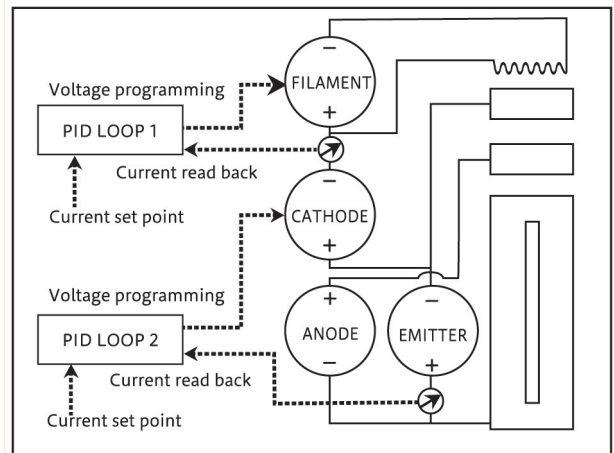 −
FILAMENT
+
Voltage programming
PID LOOP 1
Current read back
Current set point
−
CATHODE
+
Voltage programming
PID LOOP 2
Current read back
Current set point
+
ANODE
−
−
EMITTER
+